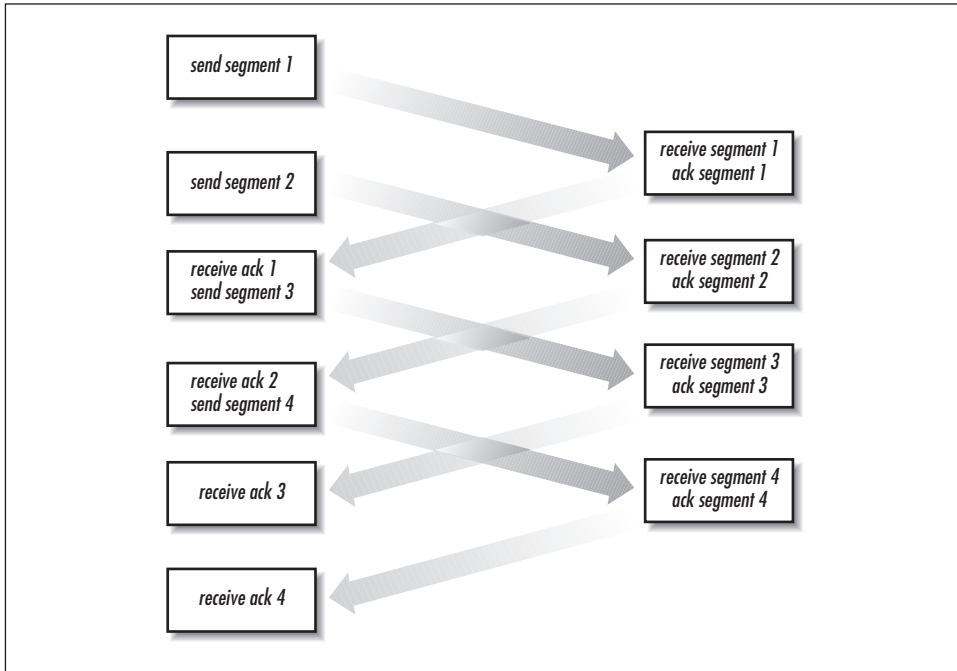 send segment 1
receive segment 1
ack segment 1
send segment 2
receive ack 1
send segment 3
receive segment 2
ack segment 2
receive ack 2
send segment 4
receive segment 3
ack segment 3
receive ack 3
receive segment 4
ack segment 4
receive ack 4